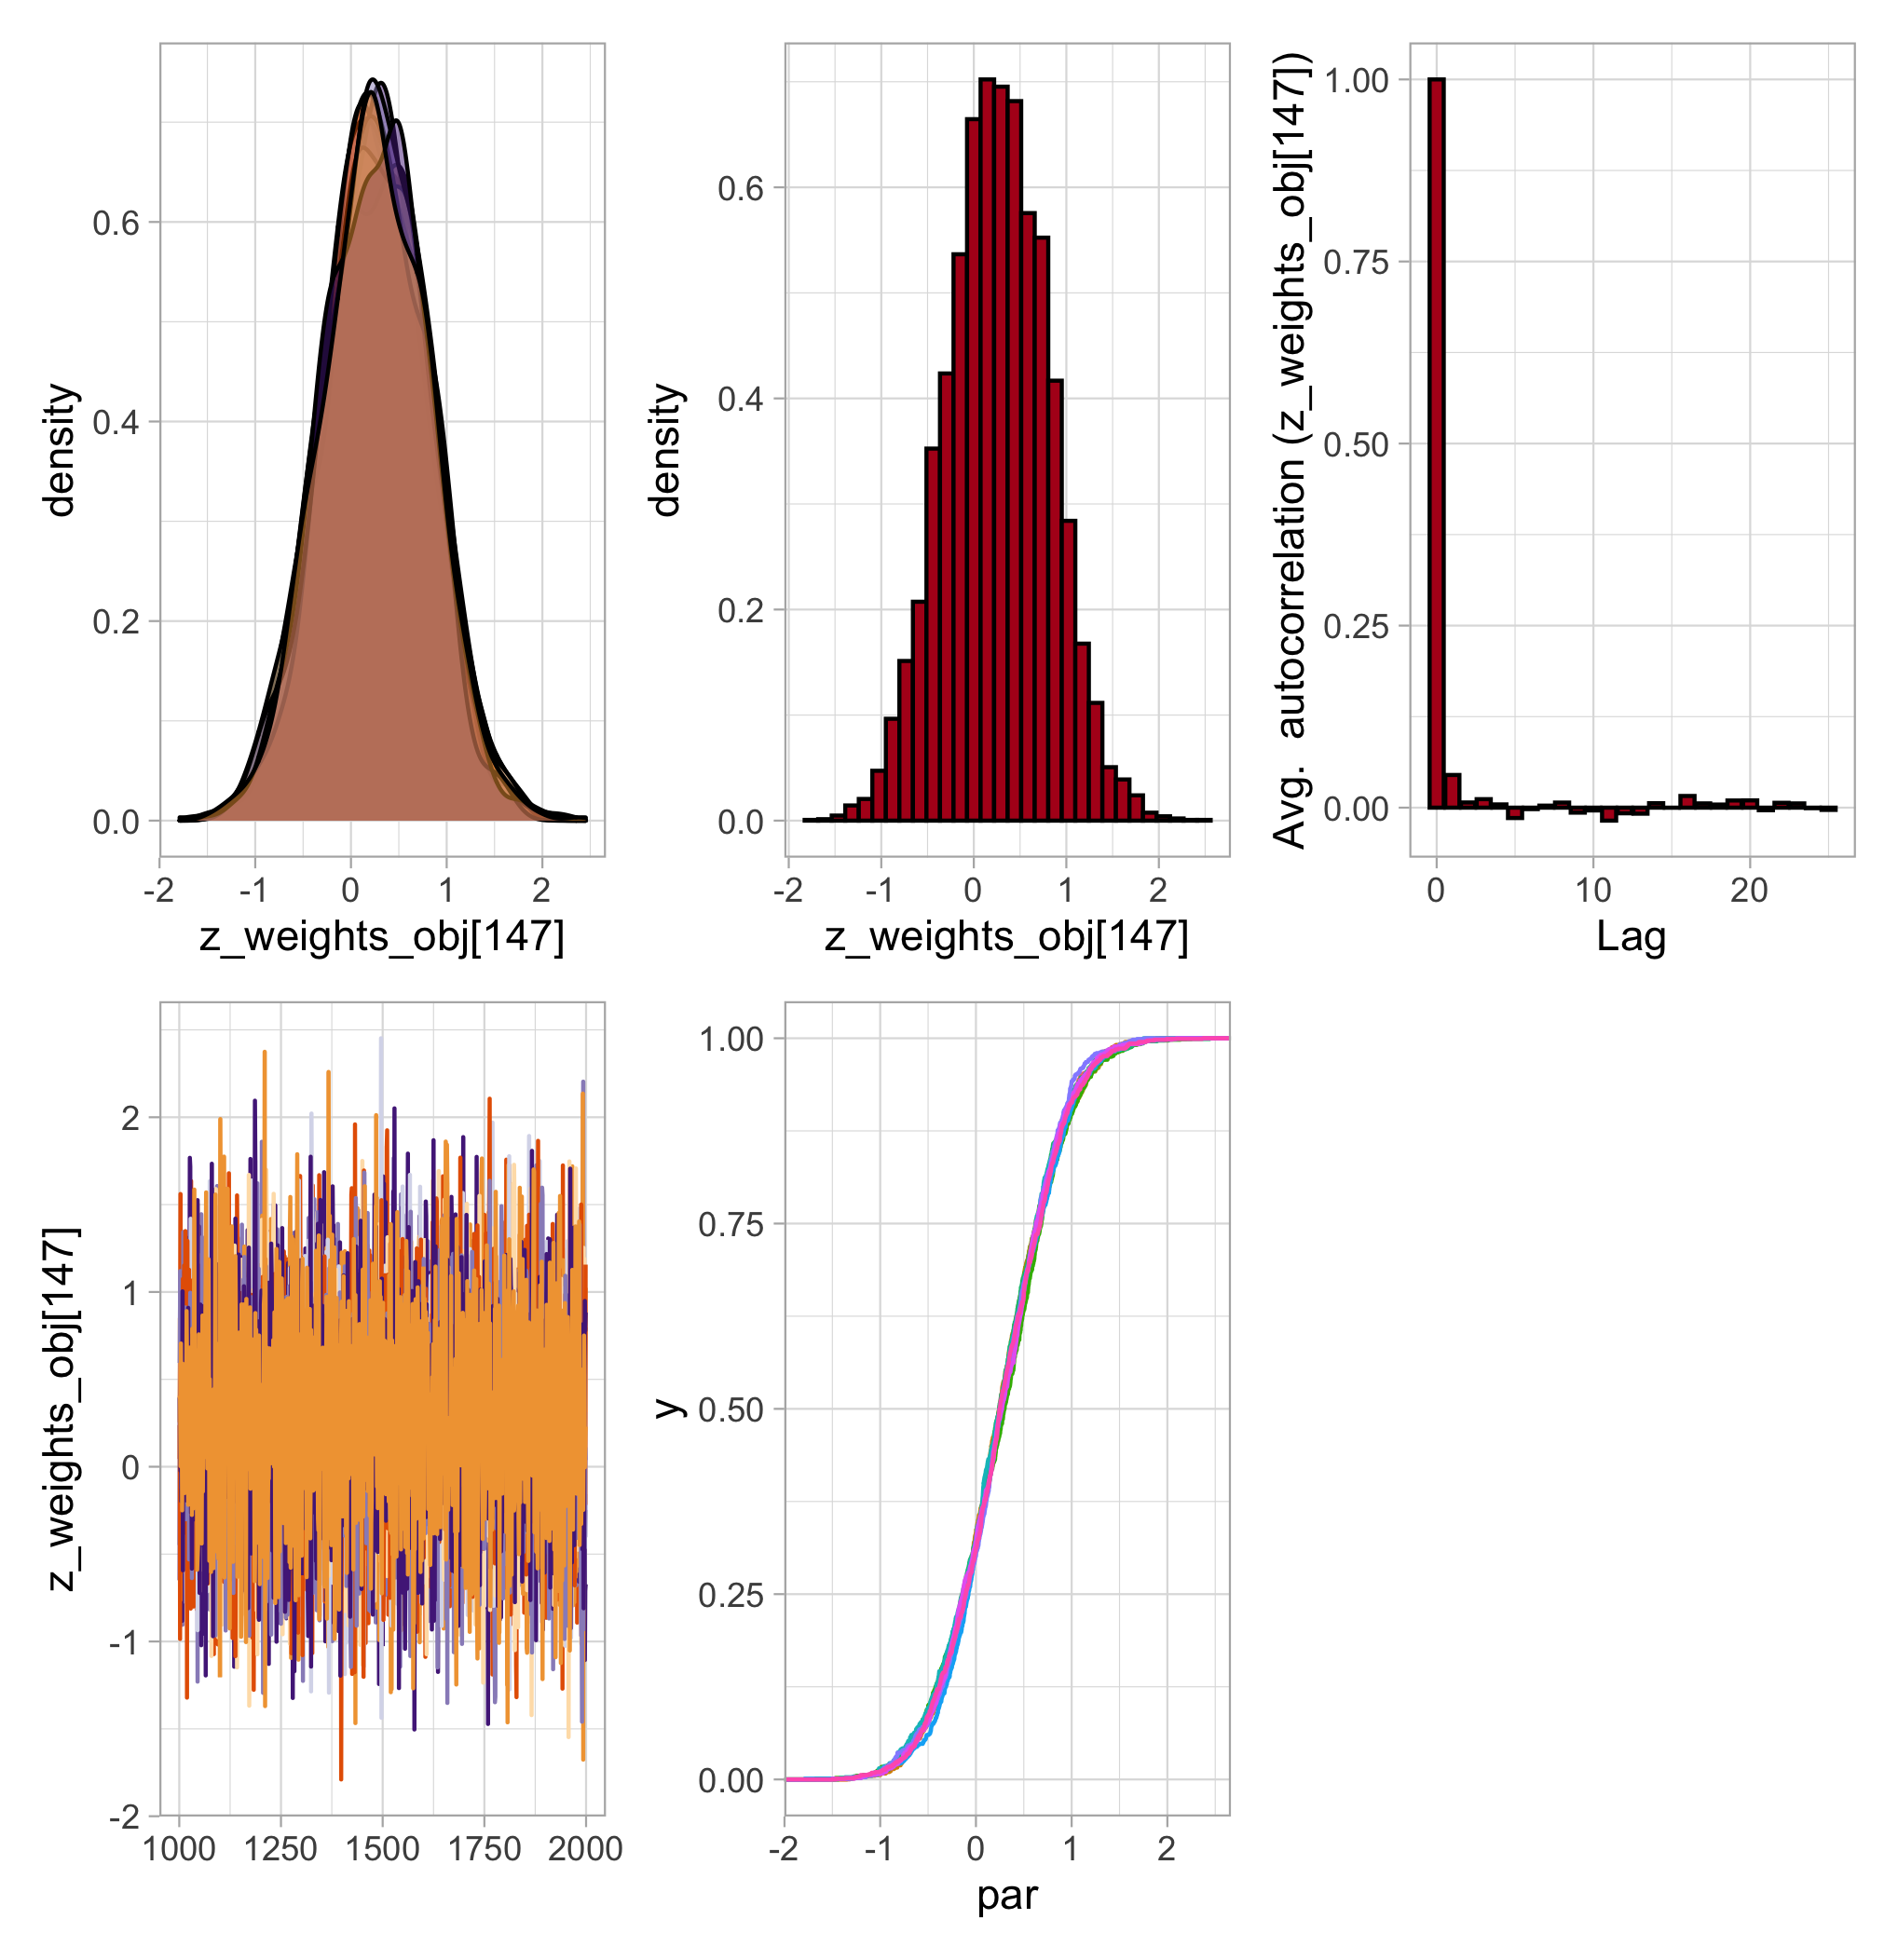 density
0.6
0.4
0.2
0.0
-2 -1 0 1 2
z_weights_obj[147]
density
0.6
0.4
0.2
0.0
-2 -1 0 1 2
z_weights_obj[147]
Avg. autocorrelation (z_weights_obj[147])
1.00
0.75
0.50
0.25
0.00
0 10 20
Lag
z_weights_obj[147]
2
1
0
-1
-2
1000 1250 1500 1750 2000
y
1.00
0.75
0.50
0.25
0.00
-2 -1 0 1 2
par